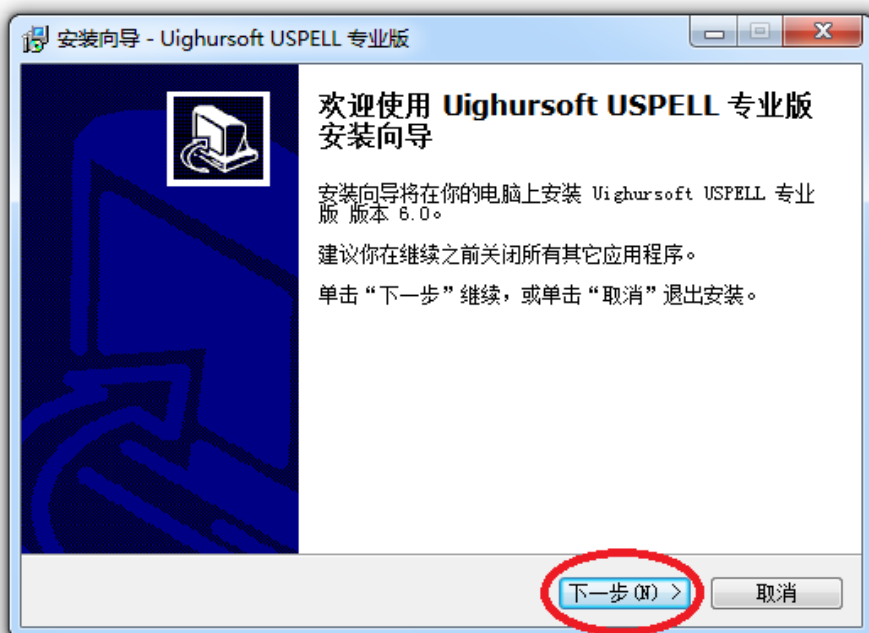 安装向导 - Uighursoft USPELL 专业版
欢迎使用 Uighursoft USPELL 专业版
安装向导
安装向导将在你的电脑上安装 Uighursoft USPELL 专业
版 版本 6.0。
建议你在继续之前关闭所有其它应用程序。
单击“下一步”继续，或单击“取消”退出安装。
下一步(N) >
取消